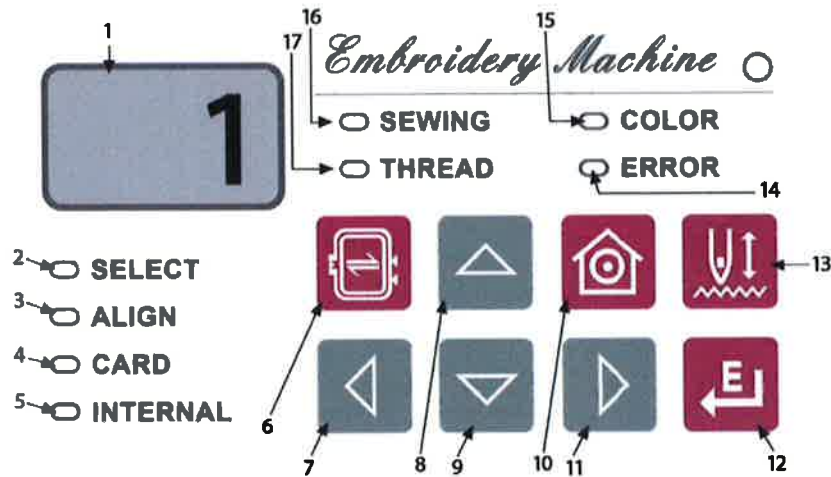 16
15
1
17
Embroidery Machine
1
SEWING
COLOR
THREAD
ERROR
14
2
SELECT
3
ALIGN
4
CARD
5
INTERNAL
13
E
6
7
8
9
10
11
12